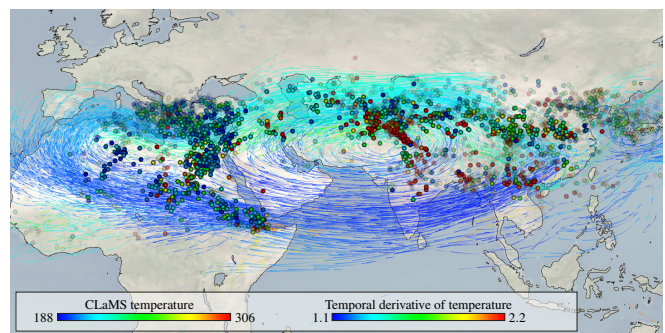 CLaMS temperature
188 306
Temporal derivative of temperature
1.1 2.2